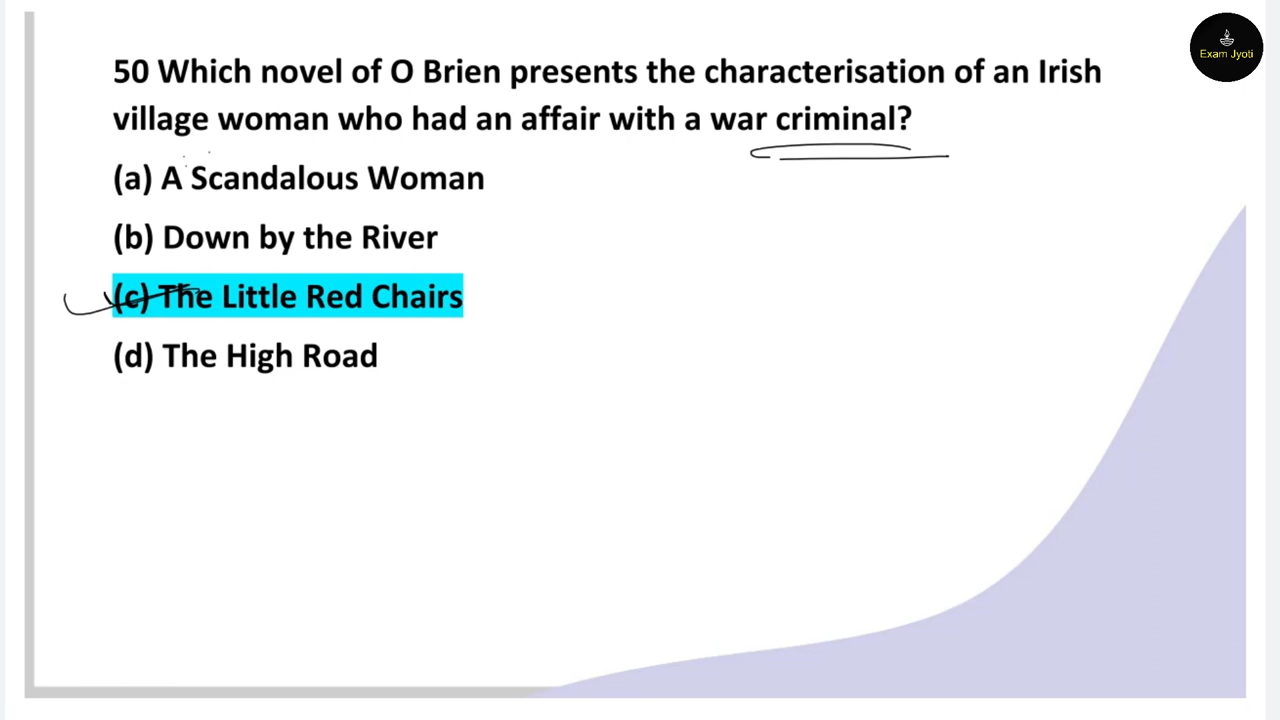 Exam Jyoti
50 Which novel of O Brien presents the characterisation of an Irish
village woman who had an affair with a war criminal?
(a) A Scandalous Woman
(b) Down by the River
(c) The Little Red Chairs
(d) The High Road